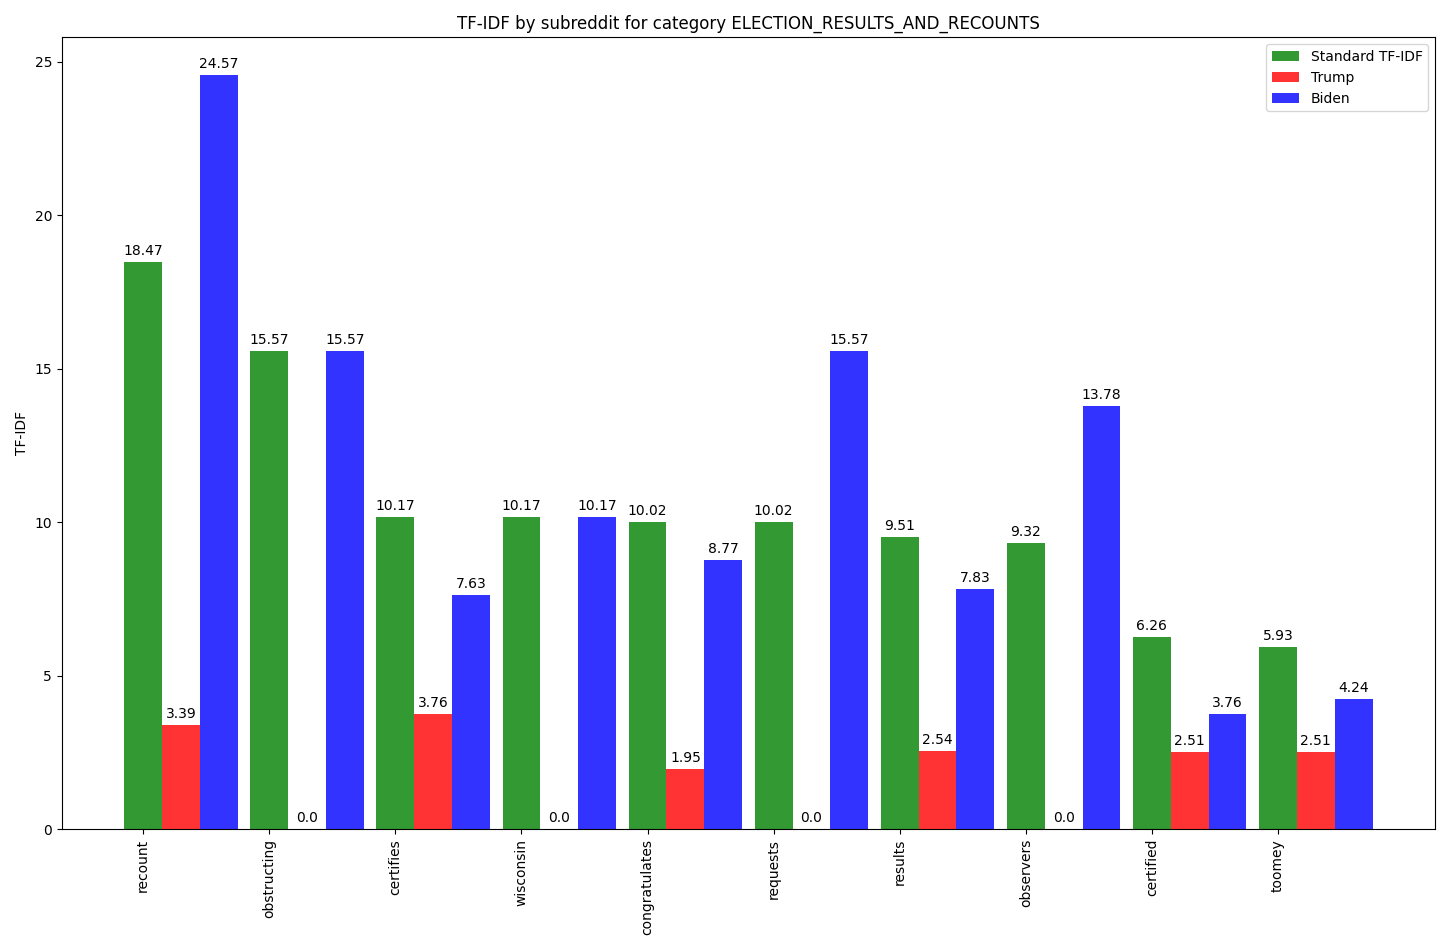 TF-IDF by subreddit for category ELECTION_RESULTS_AND_RECOUNTS
Standard TF-IDF
Trump
Biden
TF-IDF
25
20
15
10
5
0
18.47
3.39
24.57
15.57
0.0
15.57
10.17
3.76
7.63
10.17
0.0
10.17
10.02
1.95
8.77
10.02
0.0
15.57
9.51
2.54
7.83
9.32
0.0
13.78
6.26
2.51
3.76
5.93
2.51
4.24
recount
obstructing
certifies
wisconsin
congratulates
requests
results
observers
certified
toomey